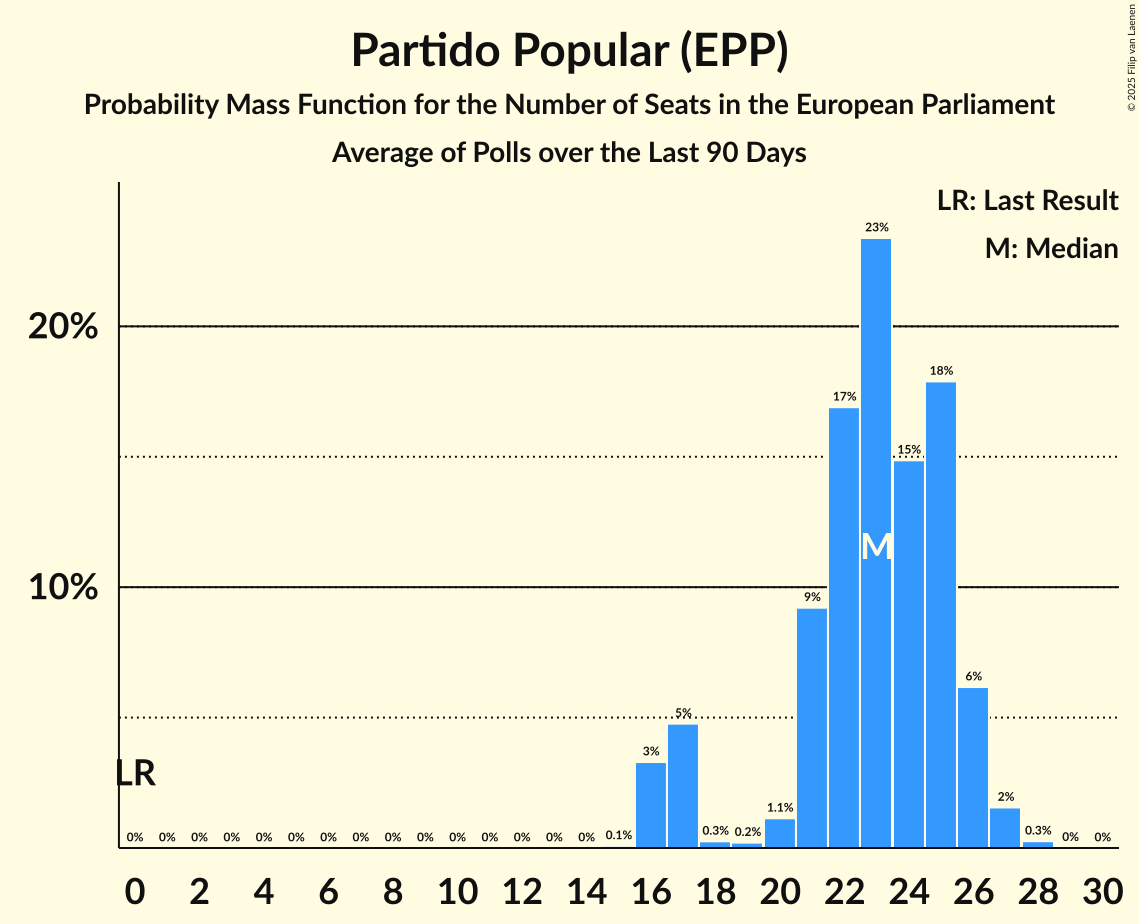 Partido Popular (EPP)
Probability Mass Function for the Number of Seats in the European Parliament
Average of Polls over the Last 90 Days
© 2025 Filip van Laenen
LR: Last Result
M: Median
20%
10%
LR
M
0% 0% 0% 0% 0% 0% 0% 0% 0% 0% 0% 0% 0% 0% 0% 0.1% 3% 5% 0.3% 0.2% 1.1% 9% 17% 23% 15% 18% 6% 2% 0.3% 0% 0%
0 2 4 6 8 10 12 14 16 18 20 22 24 26 28 30